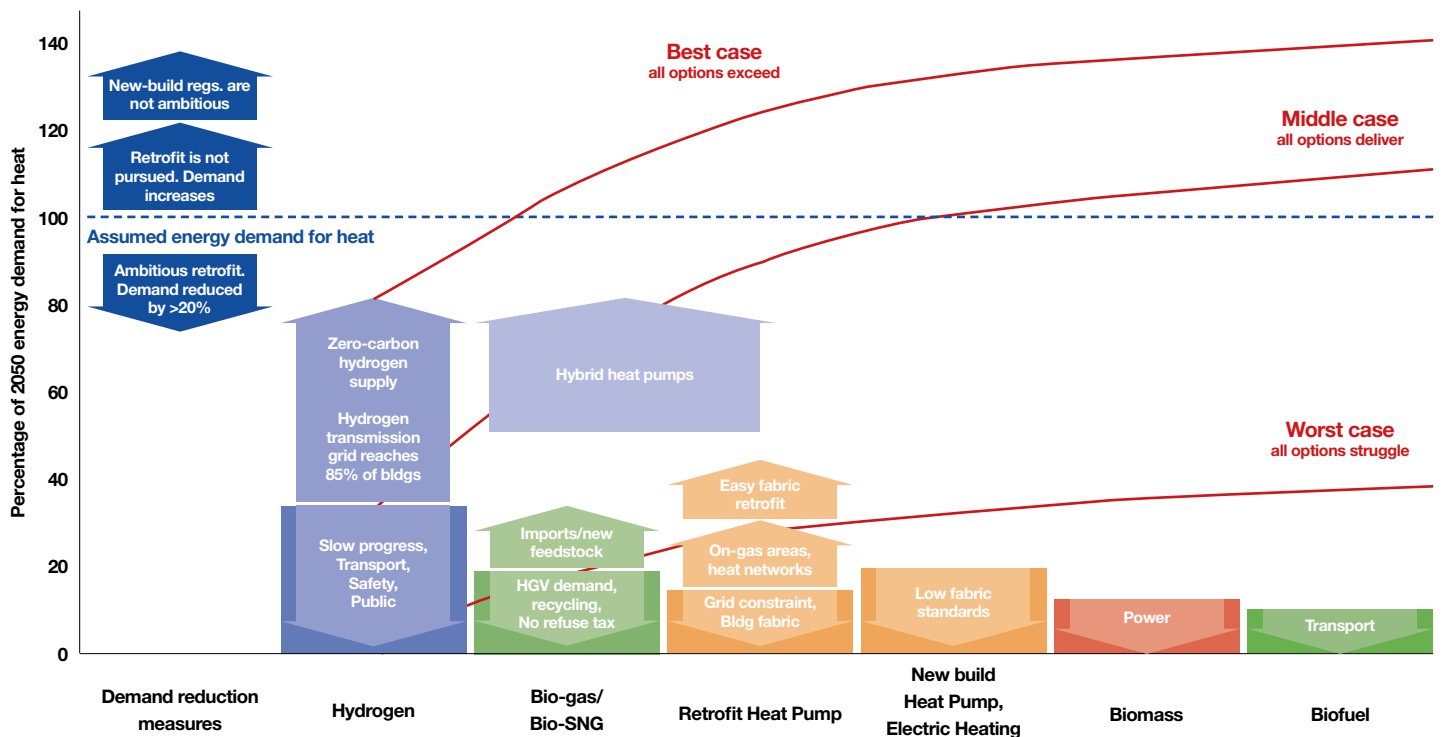 Percentage of 2050 energy demand for heat
140
120
100
80
60
40
20
0
New-build regs. are
not ambitious
Retrofit is not
pursued. Demand
increases
Assumed energy demand for heat
Ambitious retrofit.
Demand reduced
by >20%
Best case
all options exceed
Middle case
all options deliver
Worst case
all options struggle
Zero-carbon
hydrogen
supply
Hydrogen
transmission
grid reaches
85% of bldgs
Slow progress,
Transport,
Safety,
Public
Hybrid heat pumps
Imports/new
feedstock
HGV demand,
recycling,
No refuse tax
Easy fabric
retrofit
On-gas areas,
heat networks
Grid constraint,
Bldg fabric
Low fabric
standards
Power
Transport
Demand reduction
measures
Hydrogen
Bio-gas/
Bio-SNG
Retrofit Heat Pump
New build
Heat Pump,
Electric Heating
Biomass
Biofuel